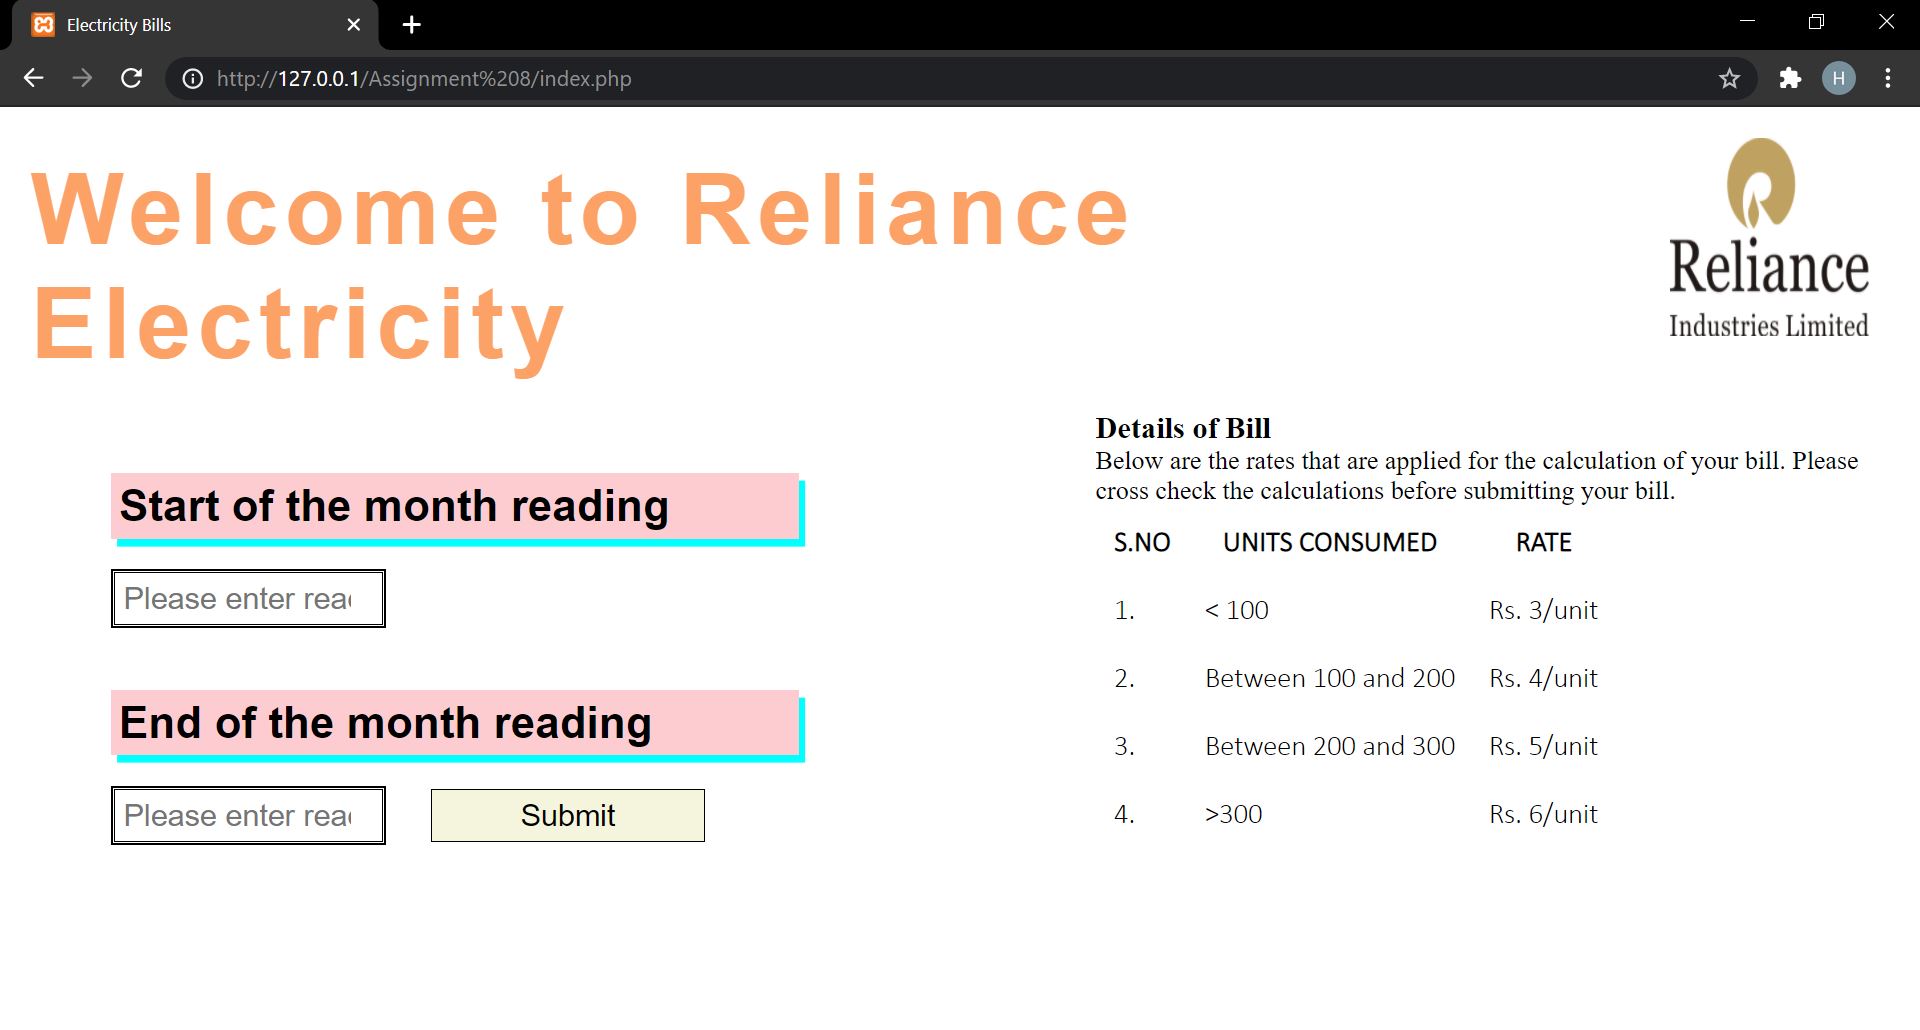 Electricity Bills
http://127.0.0.1/Assignment%208/index.php
H
Welcome to Reliance
Electricity
Reliance
Industries Limited
Start of the month reading
Please enter rea
End of the month reading
Please enter rea
Submit
Details of Bill
Below are the rates that are applied for the calculation of your bill. Please
cross check the calculations before submitting your bill.
S.NO UNITS CONSUMED RATE
1. < 100 Rs. 3/unit
2. Between 100 and 200 Rs. 4/unit
3. Between 200 and 300 Rs. 5/unit
4. >300 Rs. 6/unit